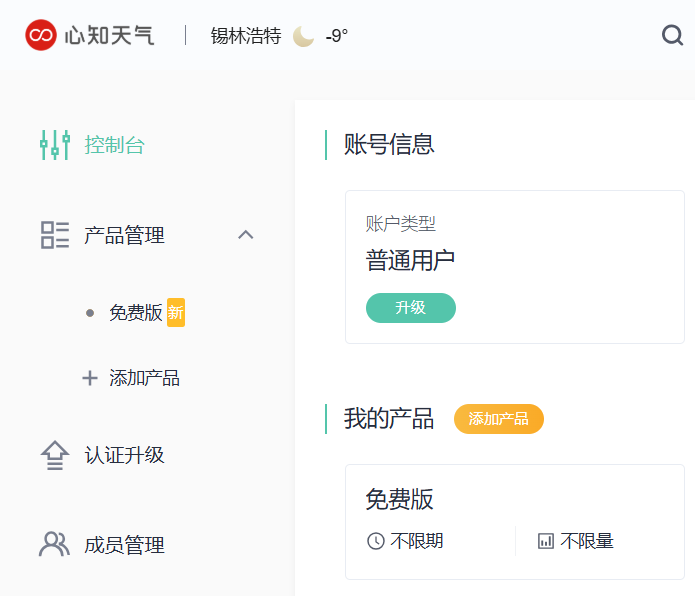 心知天气 锡林浩特 -9°
控制台
产品管理
免费版 新
添加产品
认证升级
成员管理
账号信息
账户类型
普通用户
升级
我的产品 添加产品
免费版
不限期 不限量